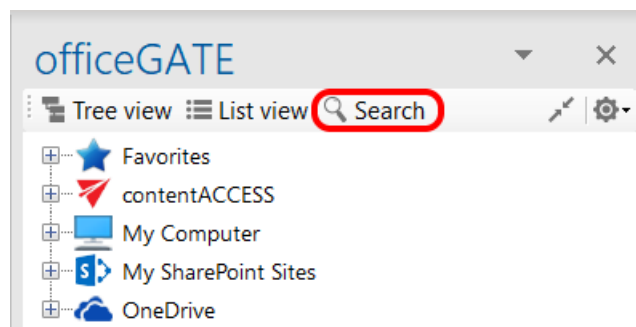 officeGATE
Tree view List view Search
Favorites
contentACCESS
My Computer
S My SharePoint Sites
OneDrive